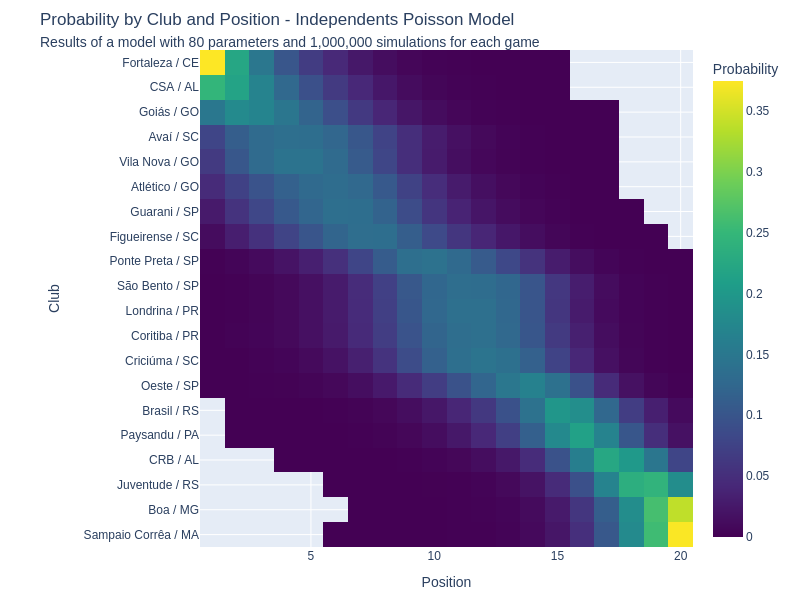 Probability by Club and Position - Independents Poisson Model
Results of a model with 80 parameters and 1,000,000 simulations for each game
Probability
Fortaleza / CE
CSA / AL
Goiás / GO
Avaí / SC
Vila Nova / GO
Atlético / GO
Guarani / SP
Figueirense / SC
Ponte Preta / SP
São Bento / SP
Londrina / PR
Coritiba / PR
Criciúma / SC
Oeste / SP
Brasil / RS
Paysandu / PA
CRB / AL
Juventude / RS
Boa / MG
Sampaio Corrêa / MA
Club
5
10
15
20
Position
0.35
0.3
0.25
0.2
0.15
0.1
0.05
0